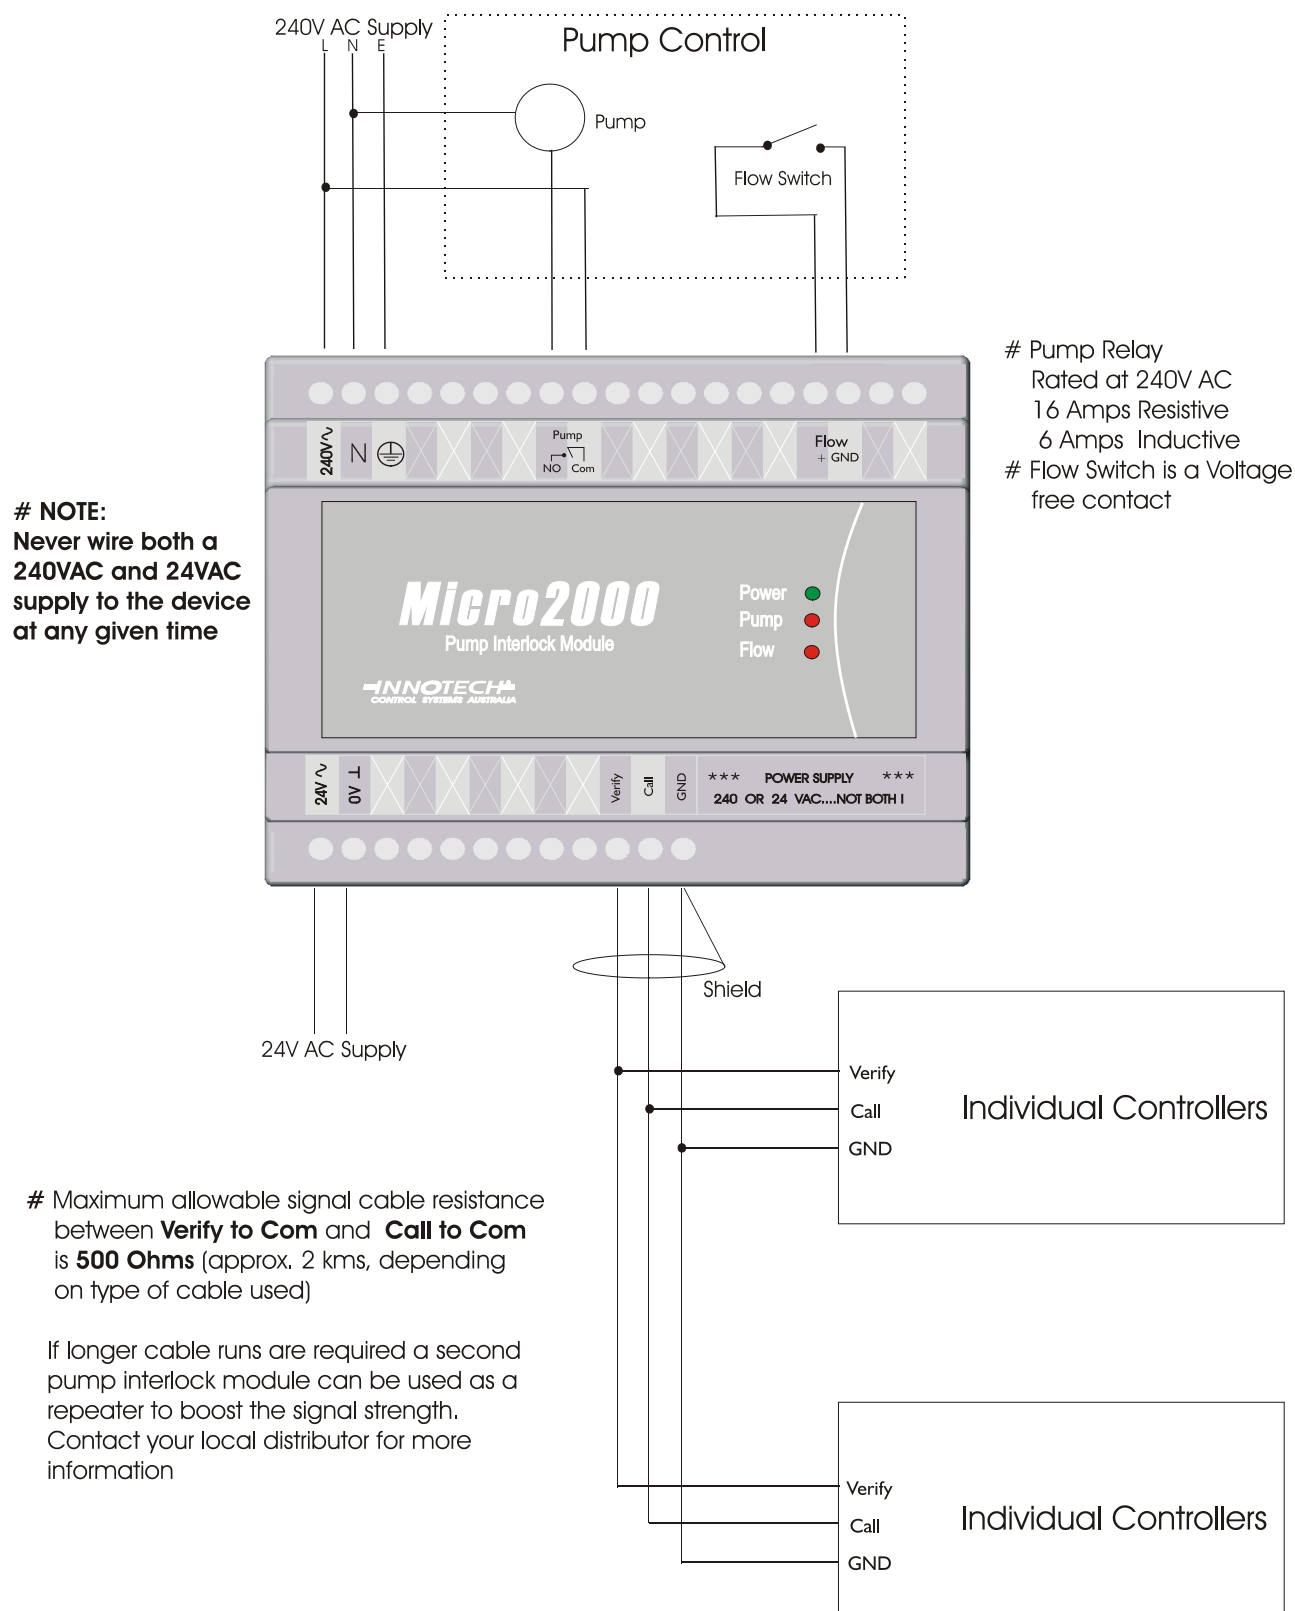 240V AC Supply
L N E
Pump Control
Pump
Flow Switch
# Pump Relay
Rated at 240V AC
16 Amps Resistive
6 Amps Inductive
# Flow Switch is a Voltage
free contact
240V ~ N
Pump
NO Com
Flow
+ GND
# NOTE:
Never wire both a
240VAC and 24VAC
supply to the device
at any given time
Micro2000
Pump Interlock Module
Power
Pump
Flow
INNOTECH
CONTROL SYSTEMS AUSTRALIA
24V ~
0V ⊥
Verify
Call
GND
*** POWER SUPPLY ***
240 OR 24 VAC....NOT BOTH !
Shield
24V AC Supply
Verify
Call
GND
Individual Controllers
# Maximum allowable signal cable resistance
between Verify to Com and Call to Com
is 500 Ohms (approx. 2 kms, depending
on type of cable used)
If longer cable runs are required a second
pump interlock module can be used as a
repeater to boost the signal strength.
Contact your local distributor for more
information
Verify
Call
GND
Individual Controllers